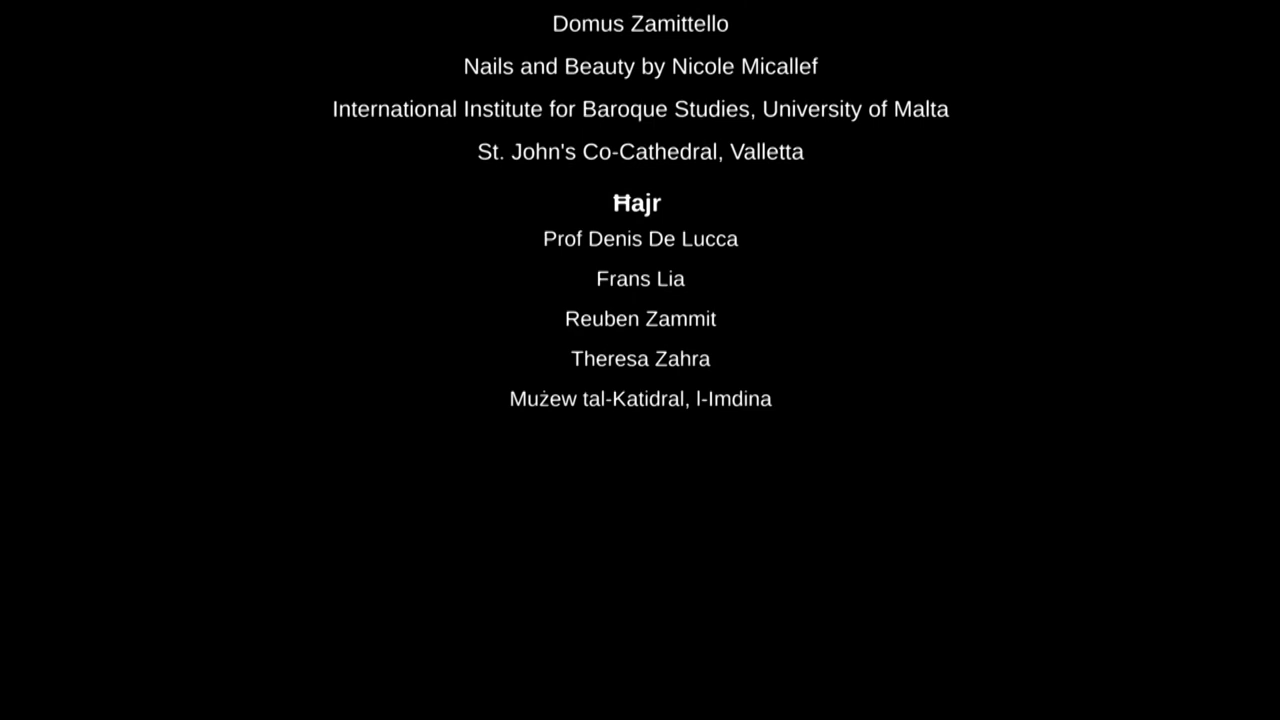 Domus Zamittello
Nails and Beauty by Nicole Micallef
International Institute for Baroque Studies, University of Malta
St. John's Co-Cathedral, Valletta
Ħajr
Prof Denis De Lucca
Frans Lia
Reuben Zammit
Theresa Zahra
Mużew tal-Katidral, l-Imdina